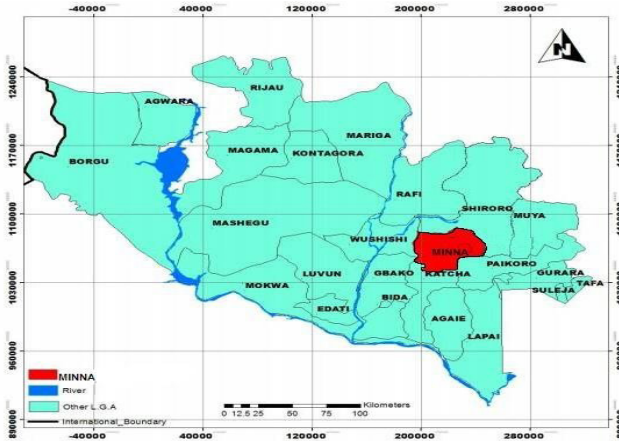 -40000 40000 120000 200000 280000
N
1240000
1170000
1100000
1030000
960000
890000
RIJAU
AGWARA
MARIGA
MAGAMA
KONTAGORA
BORGU
RAFI
SHIRORO
MUYA
MASHEGU
WUSHISHI
MINNA
PAIKORO
LUVUN
GBAKO
KATCHA
GURARA
TAFA
MOKWA
SULEJA
BIDA
EDATI
AGAIE
LAPAI
MINNA
River
Other L.G.A
International_Boundary
Kilometers
0 12.5 25 50 75 100
-40000 40000 120000 200000 280000